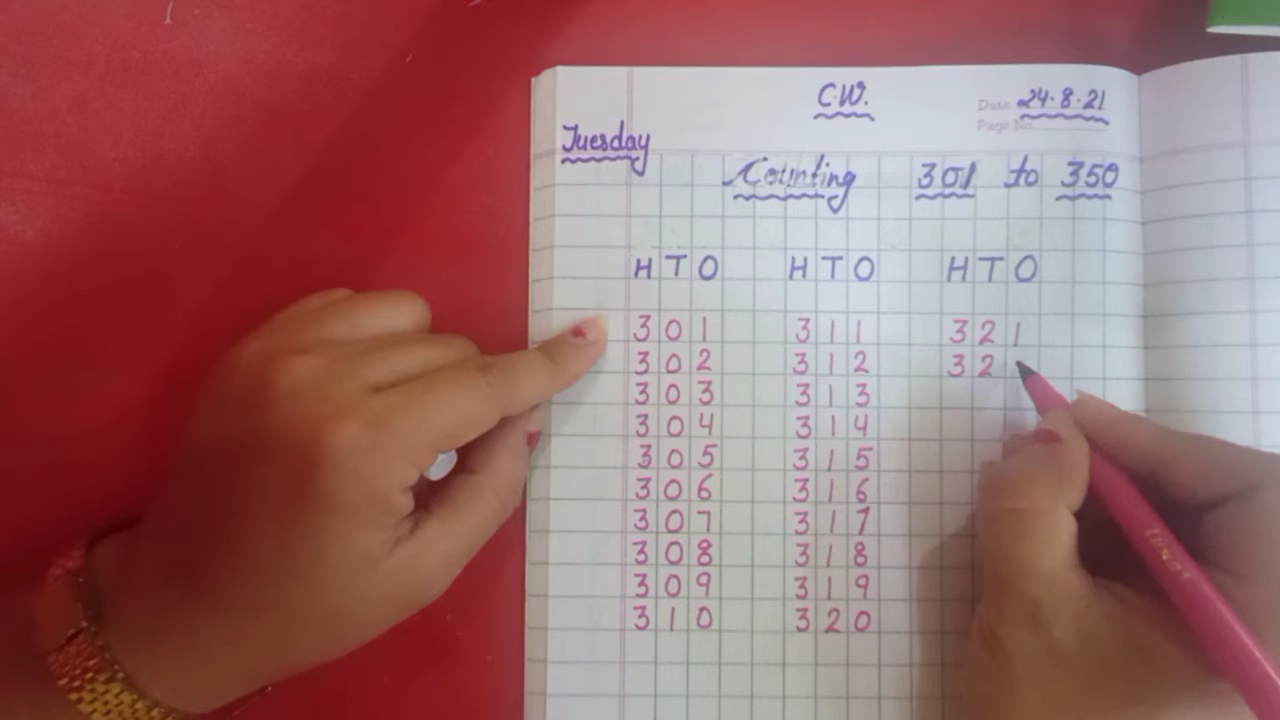 C.W.
Date 24.8.21
Page No.
Tuesday
Counting 301 to 350
H T O H T O H T O
3 0 1 3 1 1 3 2 1
3 0 2 3 1 2 3 2
3 0 3 3 1 3
3 0 4 3 1 4
3 0 5 3 1 5
3 0 6 3 1 6
3 0 7 3 1 7
3 0 8 3 1 8
3 0 9 3 1 9
3 1 0 3 2 0